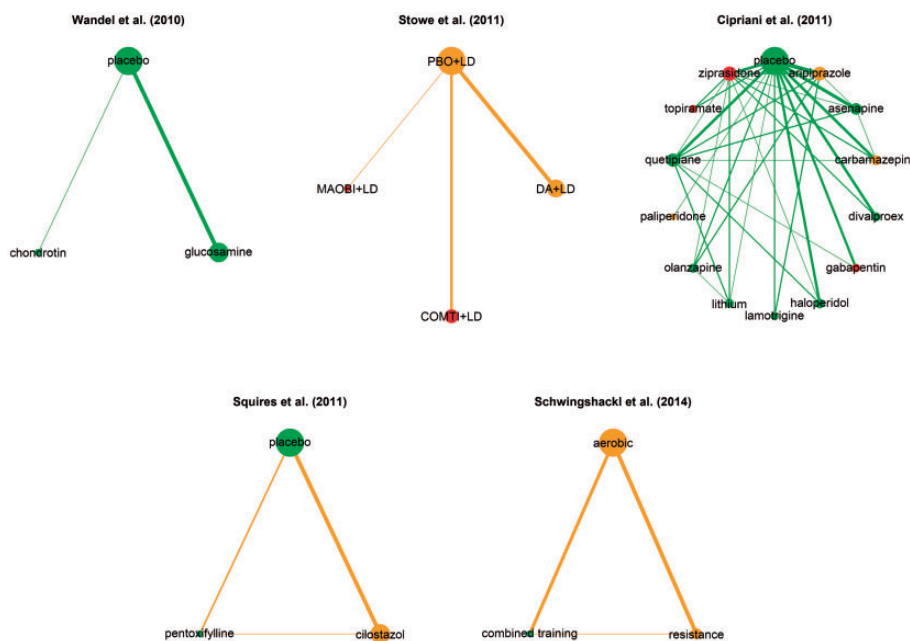 Wandel et al. (2010)
placebo
chondrotin
glucosamine
Stowe et al. (2011)
PBO+LD
MAOBI+LD
DA+LD
COMTI+LD
Cipriani et al. (2011)
placebo
ziprasidone
aripiprazole
topiramate
asenapine
quetipiane
carbamazepin
paliperidone
divalproex
olanzapine
gabapentin
lithium
haloperidol
lamotrigine
Squires et al. (2011)
placebo
pentoxifylline
cilostazol
Schwingshackl et al. (2014)
aerobic
combined training
resistance